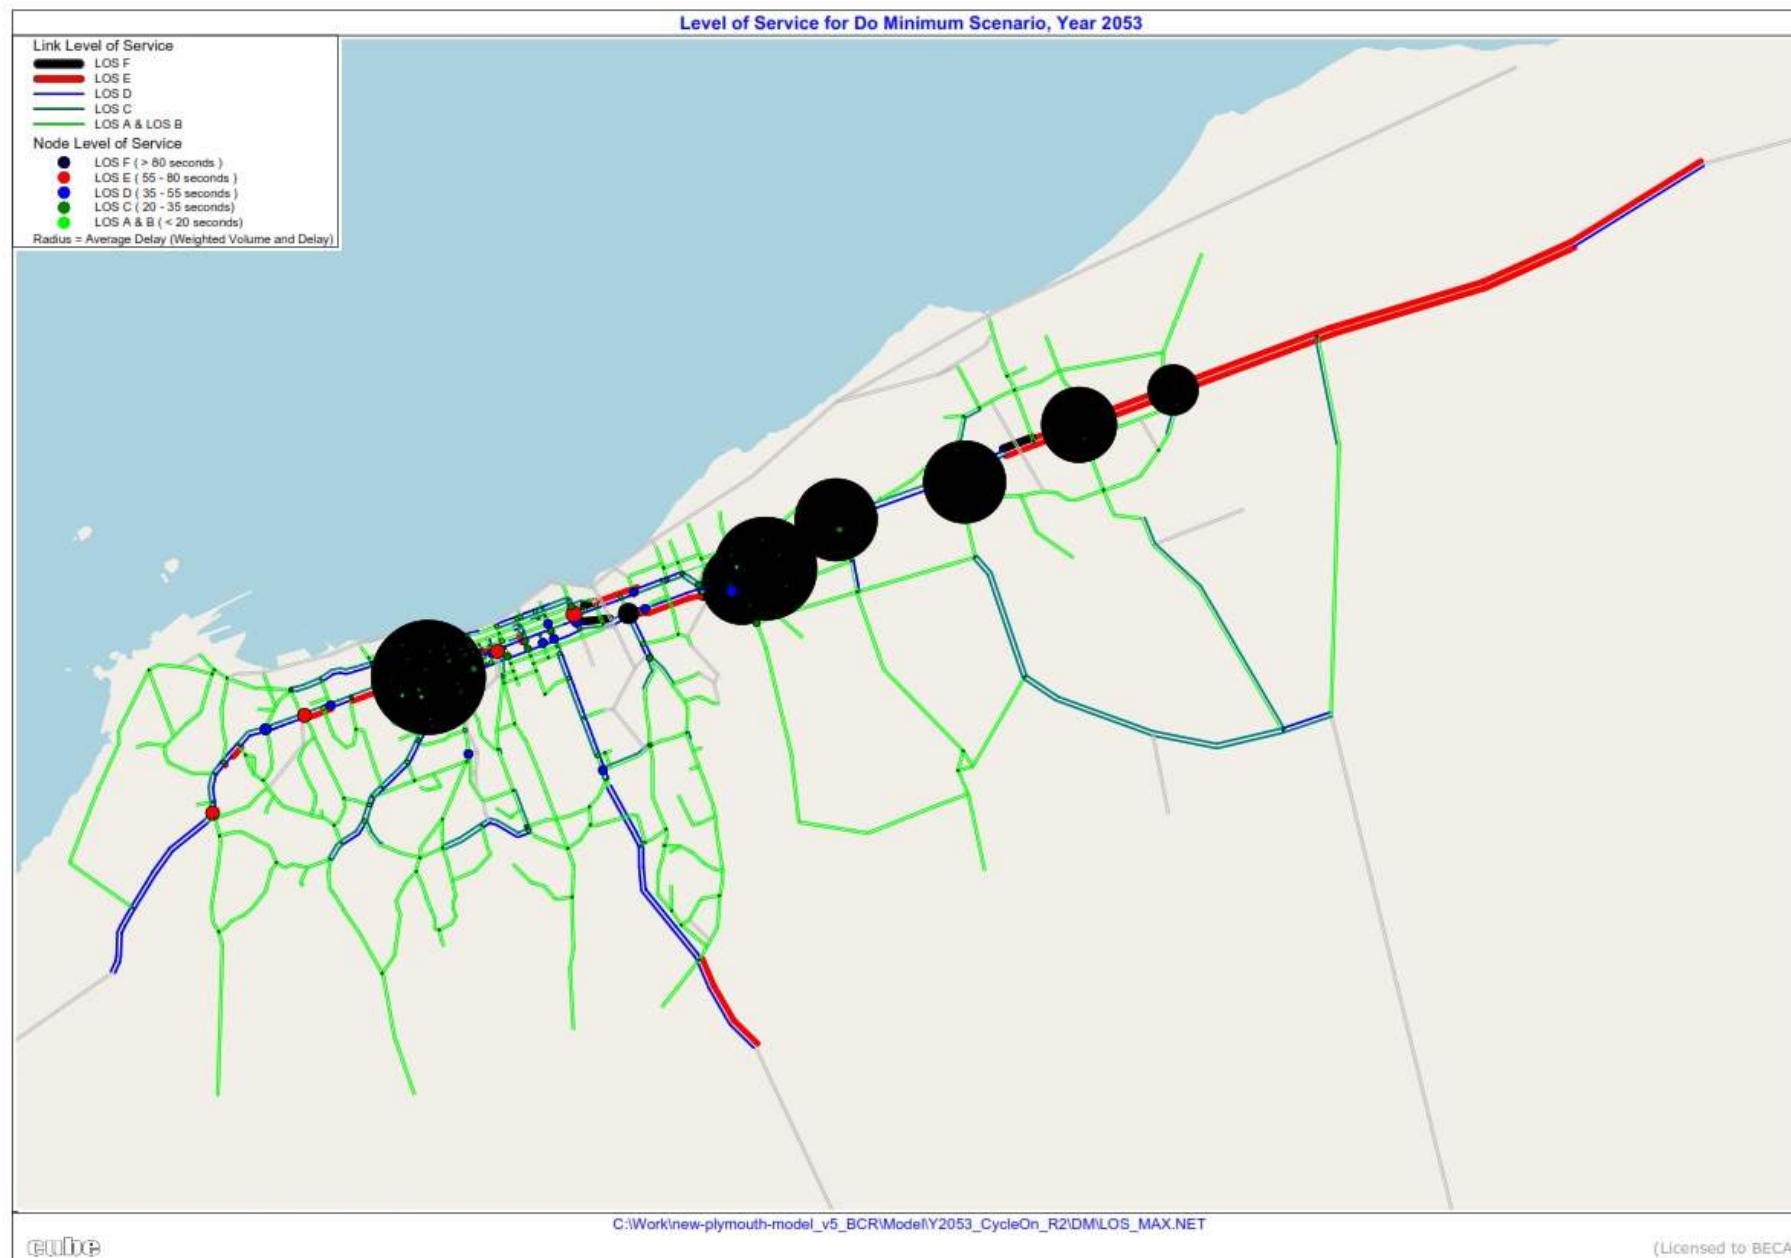 Level of Service for Do Minimum Scenario, Year 2053
Link Level of Service
LOS F
LOS E
LOS D
LOS C
LOS A & LOS B
Node Level of Service
LOS F ( > 80 seconds )
LOS E ( 55 - 80 seconds )
LOS D ( 35 - 55 seconds )
LOS C ( 20 - 35 seconds)
LOS A & B ( < 20 seconds)
Radius = Average Delay (Weighted Volume and Delay)
C:\Work\new-plymouth-model_v5_BCR\Model\Y2053_CycleOn_R2\DM\LOS_MAX.NET
cube
(Licensed to BECA